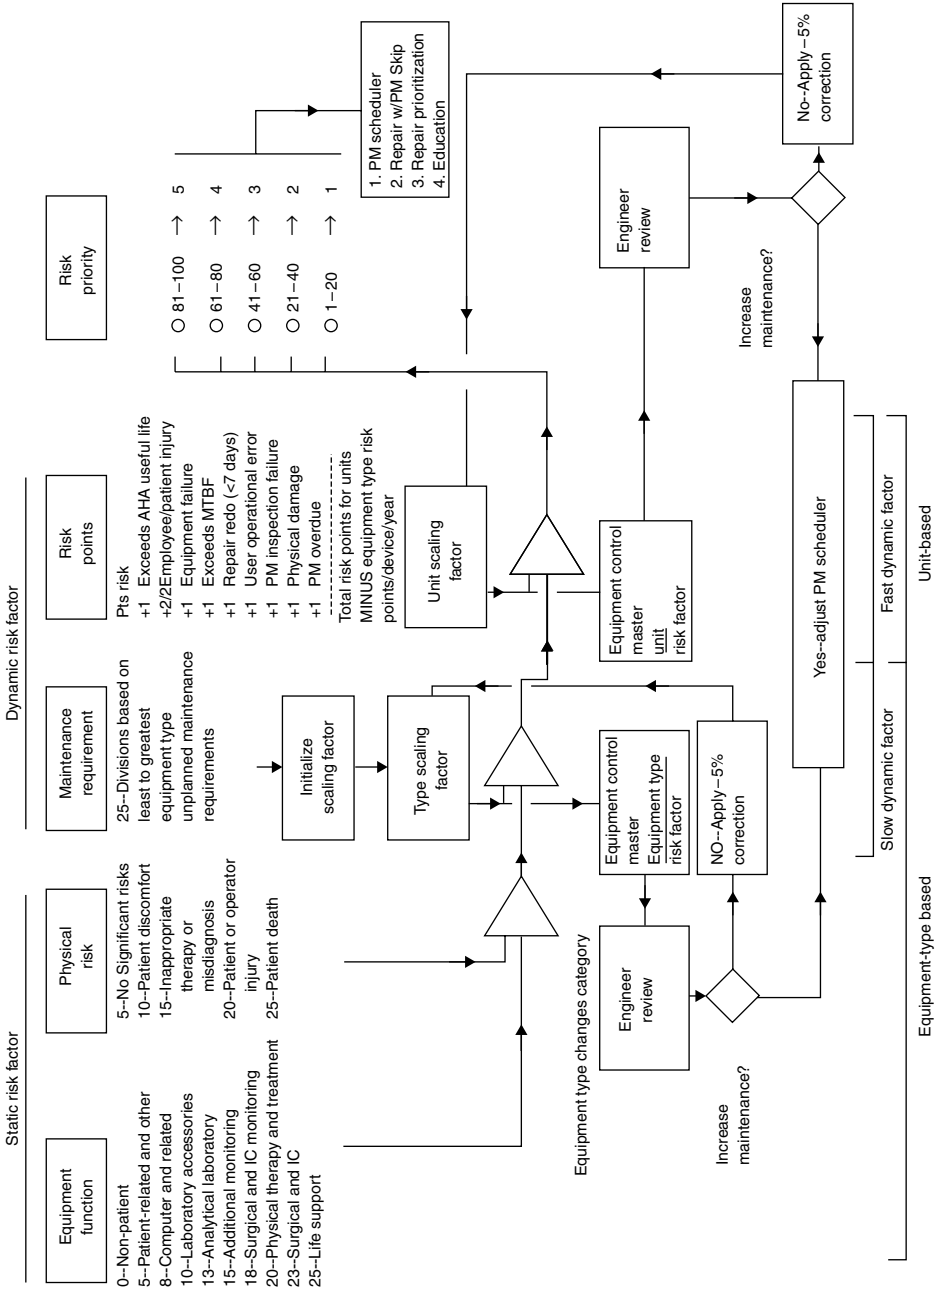 Static risk factor
Dynamic risk factor
Equipment
function
Physical
risk
Maintenance
requirement
Risk
points
Risk
priority
0--Non-patient
5--Patient-related and other
8--Computer and related
10--Laboratory accessories
13--Analytical laboratory
15--Additional monitoring
18--Surgical and IC monitoring
20--Physical therapy and treatment
23--Surgical and IC
25--Life support
5--No Significant risks
10--Patient discomfort
15--Inappropriate
therapy or
misdiagnosis
20--Patient or operator
injury
25--Patient death
25--Divisions based on
least to greatest
equipment type
unplanned maintenance
requirements
Pts risk
+1 Exceeds AHA useful life
+2/2Employee/patient injury
+1 Equipment failure
+1 Exceeds MTBF
+1 Repair redo (<7 days)
+1 User operational error
+1 PM inspection failure
+1 Physical damage
+1 PM overdue
Total risk points for units
MINUS equipment type risk
points/device/year
81–100 → 5
61–80 → 4
41–60 → 3
21–40 → 2
1–20 → 1
1. PM scheduler
2. Repair w/PM Skip
3. Repair prioritization
4. Education
Initialize
scaling factor
Type scaling
factor
Unit scaling
factor
Equipment type changes category
Engineer
review
Equipment control
master
Equipment type
risk factor
Equipment control
master
unit
risk factor
Engineer
review
Increase
maintenance?
NO--Apply–5%
correction
Increase
maintenance?
No--Apply–5%
correction
Yes--adjust PM scheduler
Slow dynamic factor
Fast dynamic factor
Equipment-type based
Unit-based